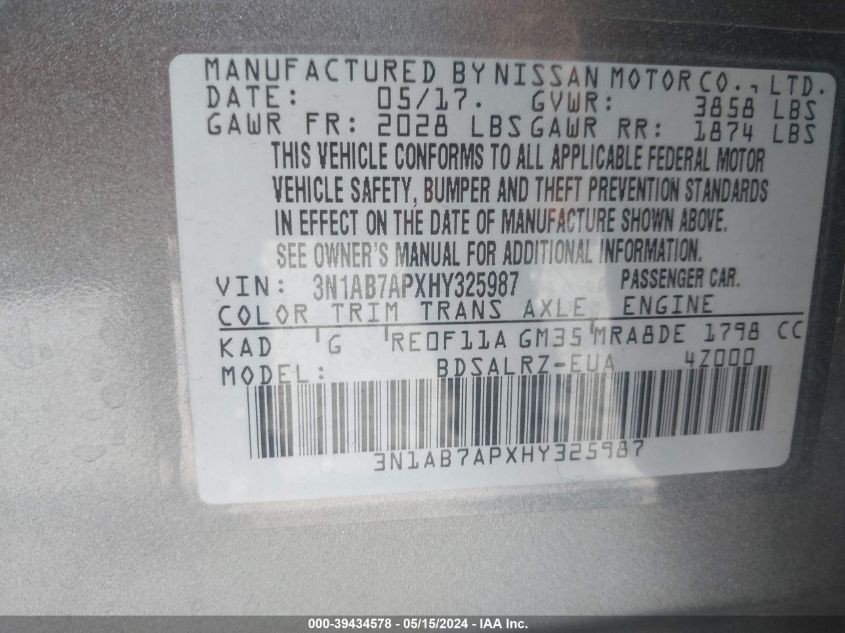 MANUFACTURED BY NISSAN MOTOR CO., LTD.
DATE: 05/17. GVWR: 3858 LBS
GAWR FR: 2028 LBS GAWR RR: 1874 LBS
THIS VEHICLE CONFORMS TO ALL APPLICABLE FEDERAL MOTOR
VEHICLE SAFETY, BUMPER AND THEFT PREVENTION STANDARDS
IN EFFECT ON THE DATE OF MANUFACTURE SHOWN ABOVE.
SEE OWNER'S MANUAL FOR ADDITIONAL INFORMATION.
VIN: 3N1AB7APXHY325987 PASSENGER CAR.
COLOR TRIM TRANS AXLE ENGINE
KAD G RE0F11A GM35 MRA8DE 1798 CC
MODEL: BDSALRZ-EUA 4Z000
3N1AB7APXHY325987
000-39434578 - 05/15/2024 - IAAI.com.